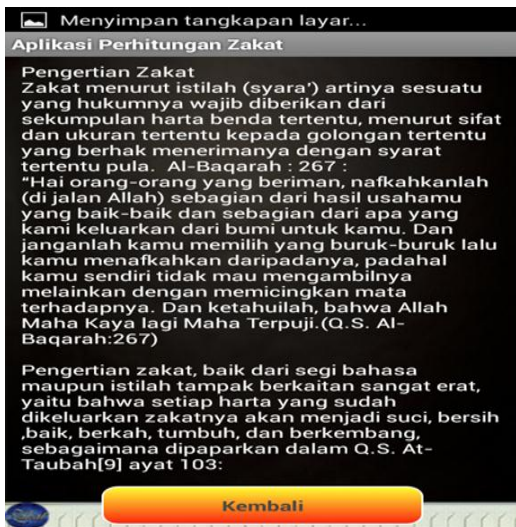 Menyimpan tangkapan layar...
Aplikasi Perhitungan Zakat
Pengertian Zakat
Zakat menurut istilah (syara') artinya sesuatu
yang hukumnya wajib diberikan dari
sekumpulan harta benda tertentu, menurut sifat
dan ukuran tertentu kepada golongan tertentu
yang berhak menerimanya dengan syarat
tertentu pula.  Al-Baqarah : 267 :
"Hai orang-orang yang beriman, nafkahkanlah
(di jalan Allah) sebagian dari hasil usahamu
yang baik-baik dan sebagian dari apa yang
kami keluarkan dari bumi untuk kamu. Dan
janganlah kamu memilih yang buruk-buruk lalu
kamu menafkahkan daripadanya, padahal
kamu sendiri tidak mau mengambilnya
melainkan dengan memicingkan mata
terhadapnya. Dan ketahuilah, bahwa Allah
Maha Kaya lagi Maha Terpuji.(Q.S. Al-
Baqarah:267)
Pengertian zakat, baik dari segi bahasa
maupun istilah tampak berkaitan sangat erat,
yaitu bahwa setiap harta yang sudah
dikeluarkan zakatnya akan menjadi suci, bersih
,baik, berkah, tumbuh, dan berkembang,
sebagaimana dipaparkan dalam Q.S. At-
Taubah[9] ayat 103:
Kembali